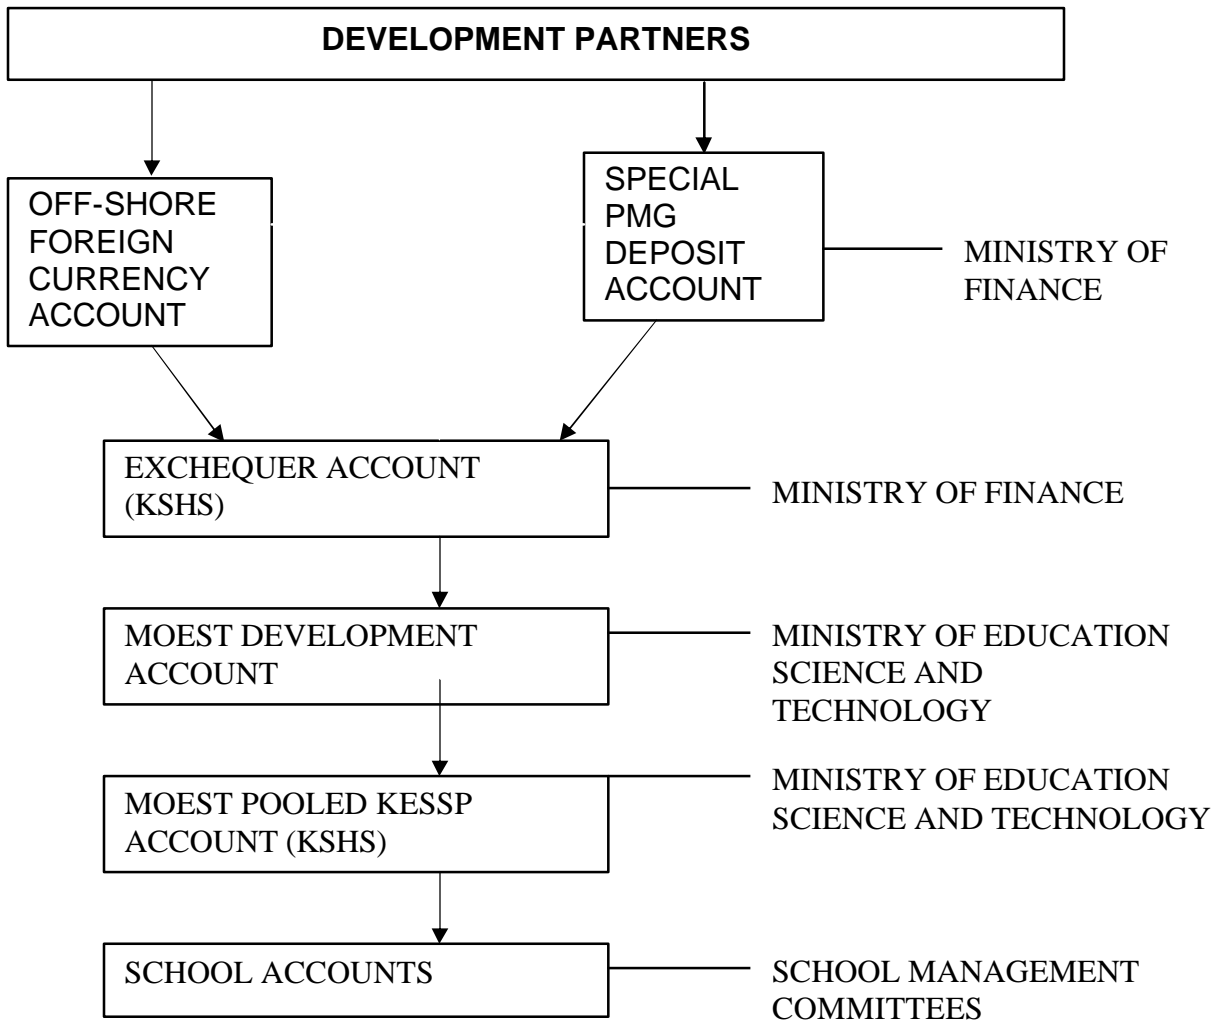 DEVELOPMENT PARTNERS
OFF-SHORE
FOREIGN
CURRENCY
ACCOUNT
SPECIAL
PMG
DEPOSIT
ACCOUNT
MINISTRY OF
FINANCE
EXCHEQUER ACCOUNT
(KSHS)
MINISTRY OF FINANCE
MOEST DEVELOPMENT
ACCOUNT
MINISTRY OF EDUCATION
SCIENCE AND
TECHNOLOGY
MOEST POOLED KESSP
ACCOUNT (KSHS)
MINISTRY OF EDUCATION
SCIENCE AND TECHNOLOGY
SCHOOL ACCOUNTS
SCHOOL MANAGEMENT
COMMITTEES